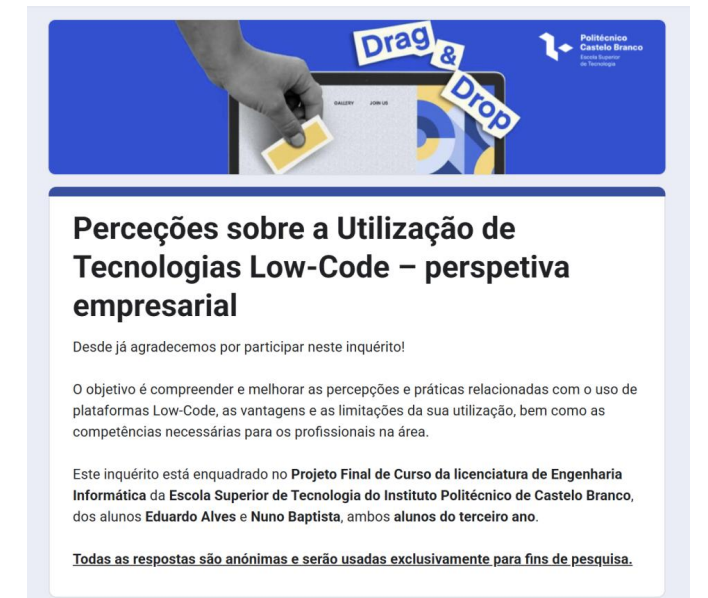 Drag
&
Drop
Politécnico
Castelo Branco
Escola Superior
de Tecnologia
GALLERY JOIN US
Perceções sobre a Utilização de
Tecnologias Low-Code – perspetiva
empresarial
Desde já agradecemos por participar neste inquérito!
O objetivo é compreender e melhorar as percepções e práticas relacionadas com o uso de
plataformas Low-Code, as vantagens e as limitações da sua utilização, bem como as
competências necessárias para os profissionais na área.
Este inquérito está enquadrado no Projeto Final de Curso da licenciatura de Engenharia
Informática da Escola Superior de Tecnologia do Instituto Politécnico de Castelo Branco,
dos alunos Eduardo Alves e Nuno Baptista, ambos alunos do terceiro ano.
Todas as respostas são anónimas e serão usadas exclusivamente para fins de pesquisa.